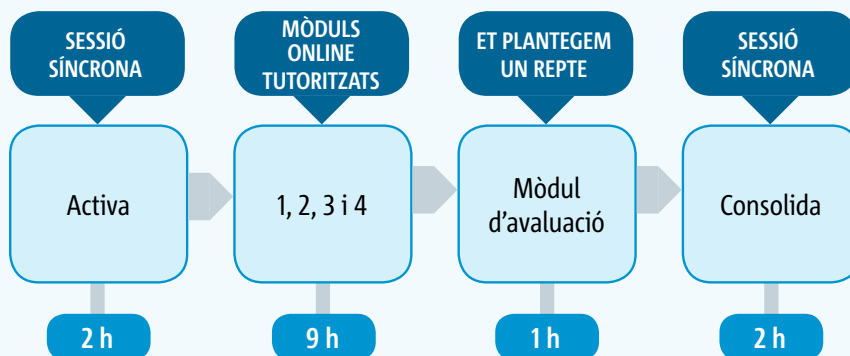 SESSIÓ
SÍNCRONA
MÒDULS
ONLINE
TUTORITZATS
ET PLANTEGEM
UN REPTE
SESSIÓ
SÍNCRONA
Activa
1, 2, 3 i 4
Mòdul
d’avaluació
Consolida
2 h
9 h
1 h
2 h